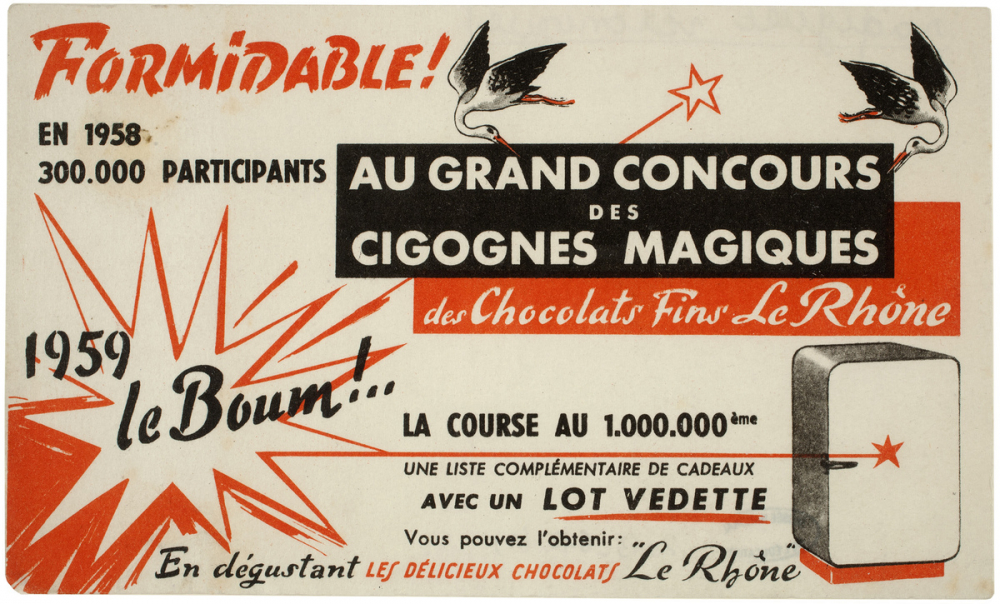 FORMIDABLE!
EN 1958
300.000 PARTICIPANTS
AU GRAND CONCOURS
DES
CIGOGNES MAGIQUES
des Chocolats Fins Le Rhône
1959
le Boum!..
LA COURSE AU 1.000.000ème
UNE LISTE COMPLÉMENTAIRE DE CADEAUX
AVEC UN LOT VEDETTE
Vous pouvez l'obtenir:
En dégustant LES DÉLICIEUX CHOCOLATS "Le Rhône"